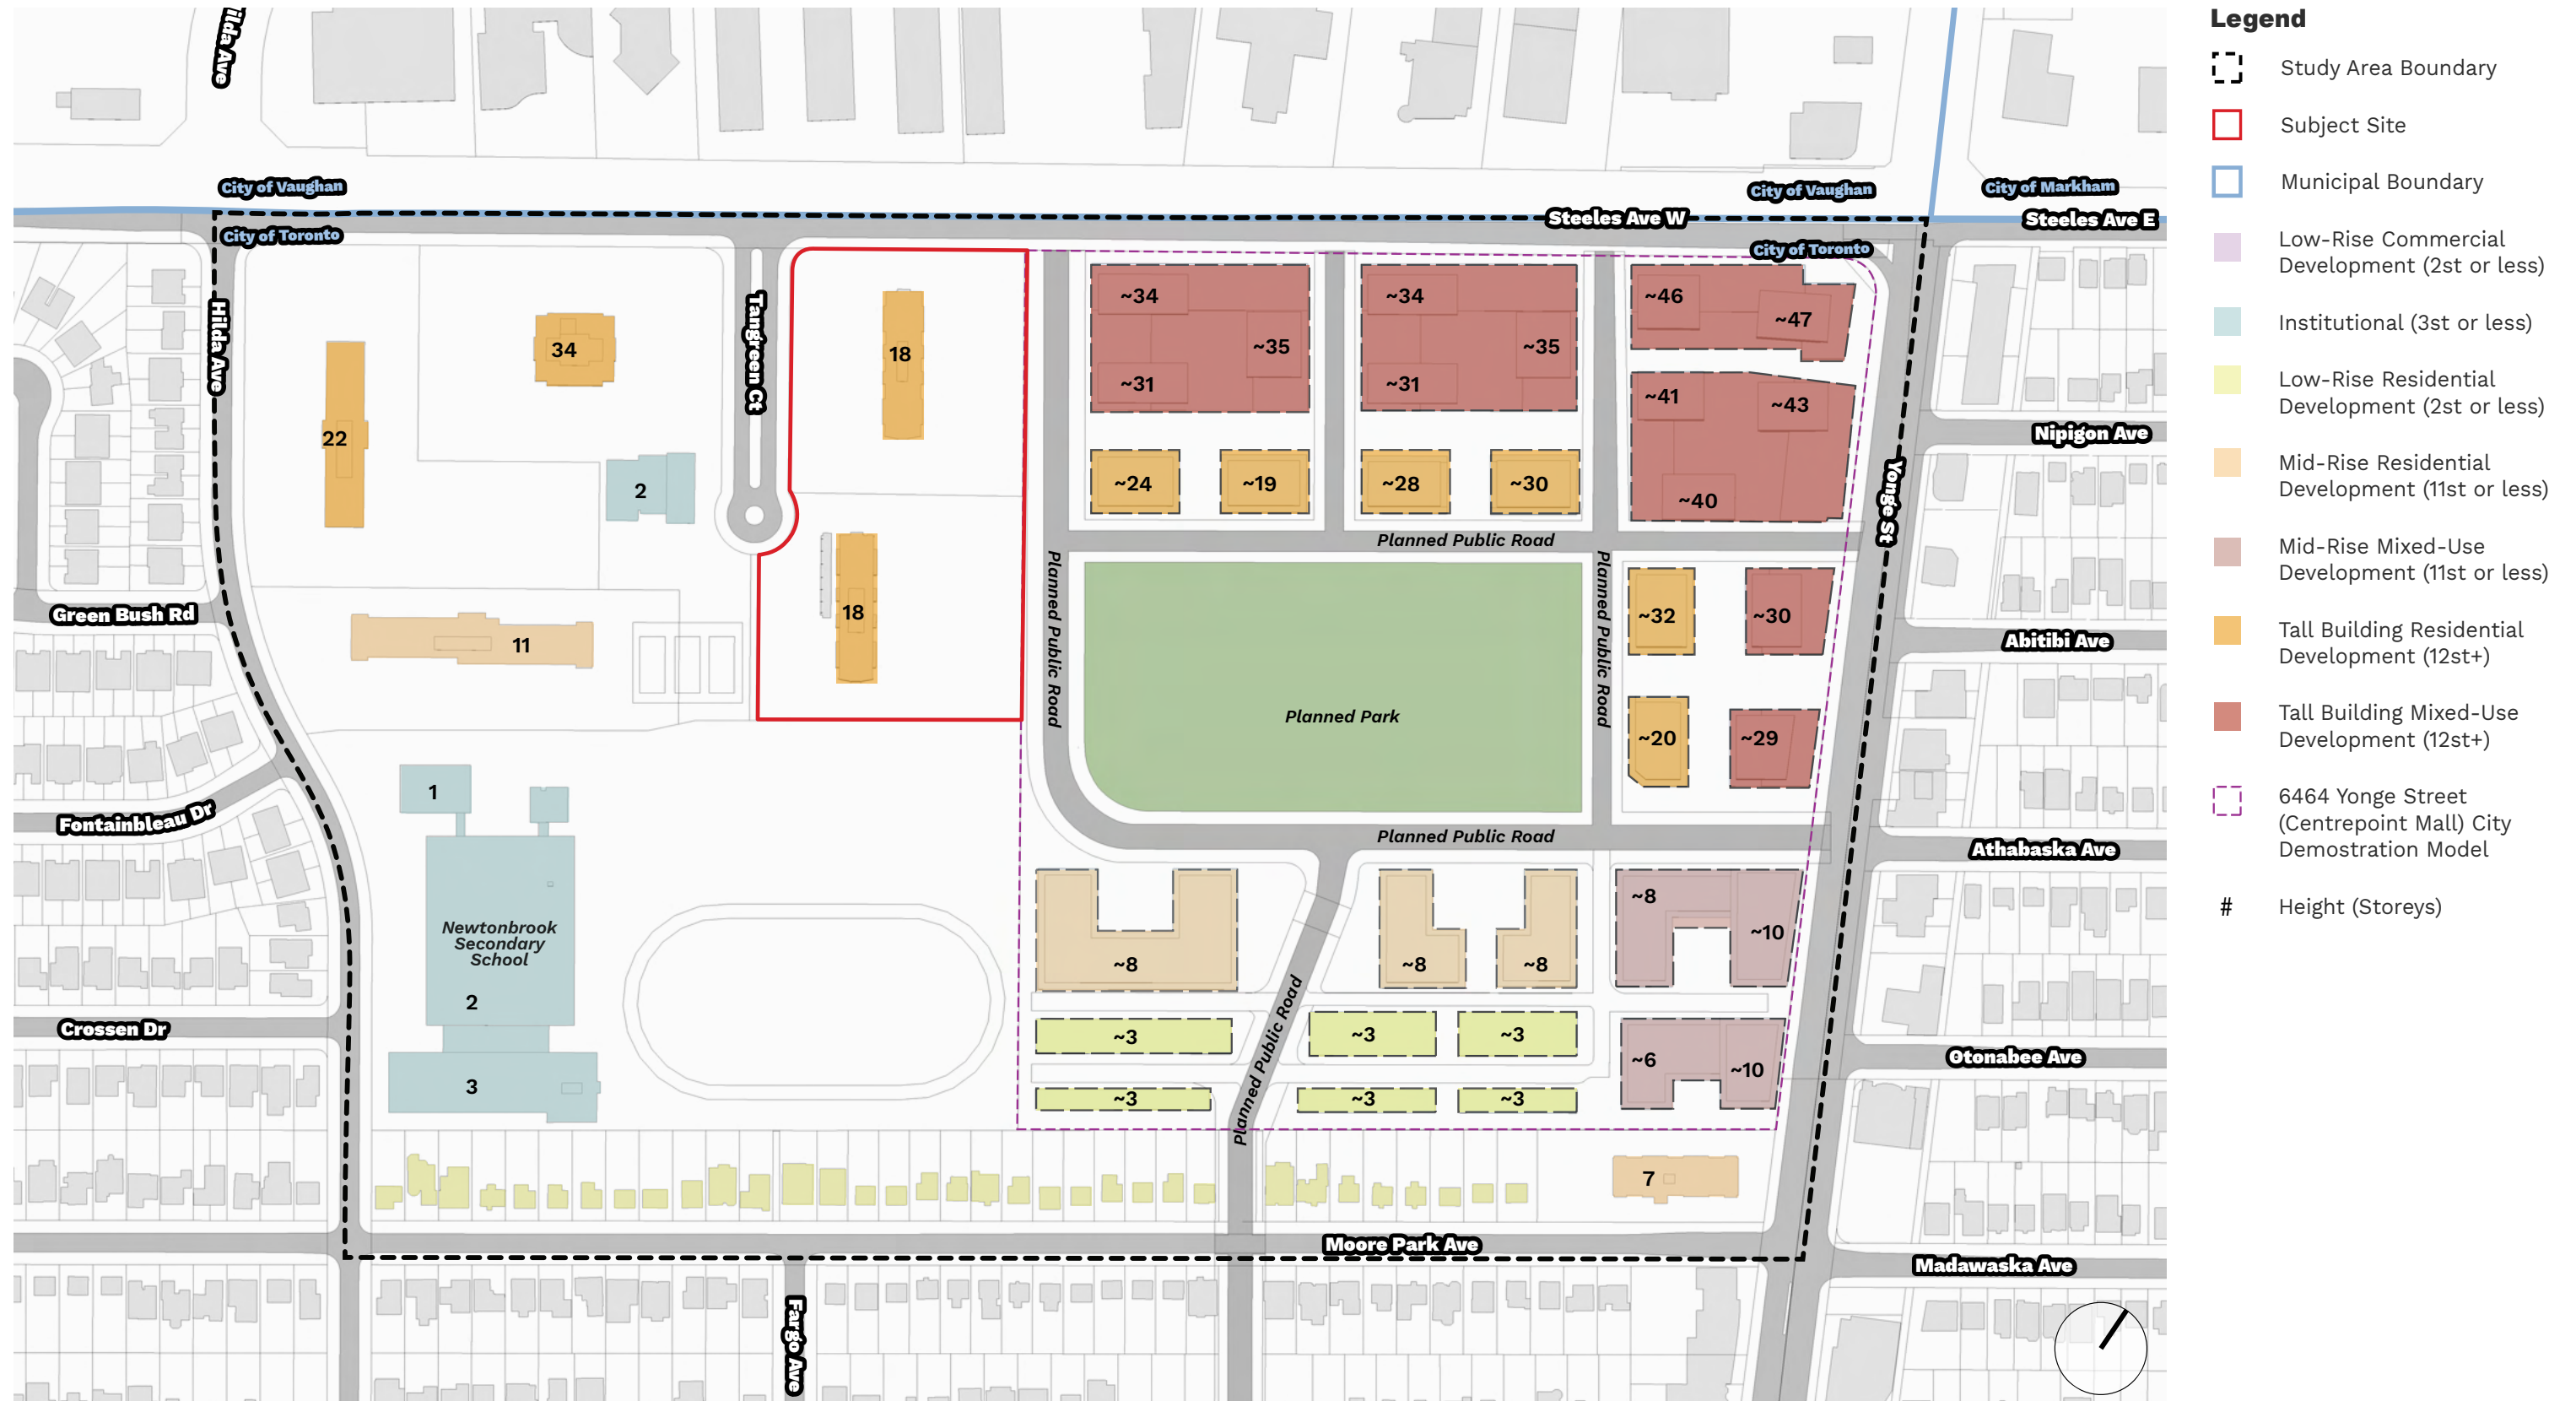 ilda Ave
City of Vaughan
City of Vaughan
City of Markham
Steeles Ave W
Steeles Ave E
City of Toronto
City of Toronto
Hilda Ave
Tangreen Ct
Yonge St
34
22
2
11
18
18
~34
~35
~31
~34
~35
~31
~46
~47
~41
~43
~40
~24
~19
~28
~30
Nipigon Ave
Planned Public Road
Planned Public Road
Planned Public Road
Planned Park
~32
~30
~20
~29
Green Bush Rd
Abitibi Ave
Fontainbleau Dr
Planned Public Road
Athabaska Ave
1
Newtonbrook
Secondary
School
2
3
~8
~8
~8
~8
~10
Planned Public Road
~3
~3
~3
~6
~10
~3
~3
~3
Crossen Dr
Otonabee Ave
7
Moore Park Ave
Madawaska Ave
Fargo Ave
Legend
Study Area Boundary
Subject Site
Municipal Boundary
Low-Rise Commercial
Development (2st or less)
Institutional (3st or less)
Low-Rise Residential
Development (2st or less)
Mid-Rise Residential
Development (11st or less)
Mid-Rise Mixed-Use
Development (11st or less)
Tall Building Residential
Development (12st+)
Tall Building Mixed-Use
Development (12st+)
6464 Yonge Street
(Centrepoint Mall) City
Demostration Model
# Height (Storeys)